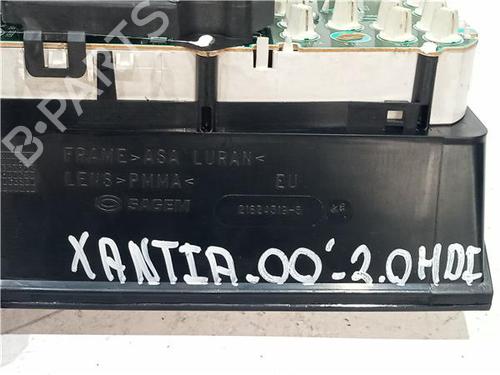 B-PARTS
FRAME>ASA LURAN<
LENS>PMMA< EU
SAGEM
XANTIA-00'-2.0HDI